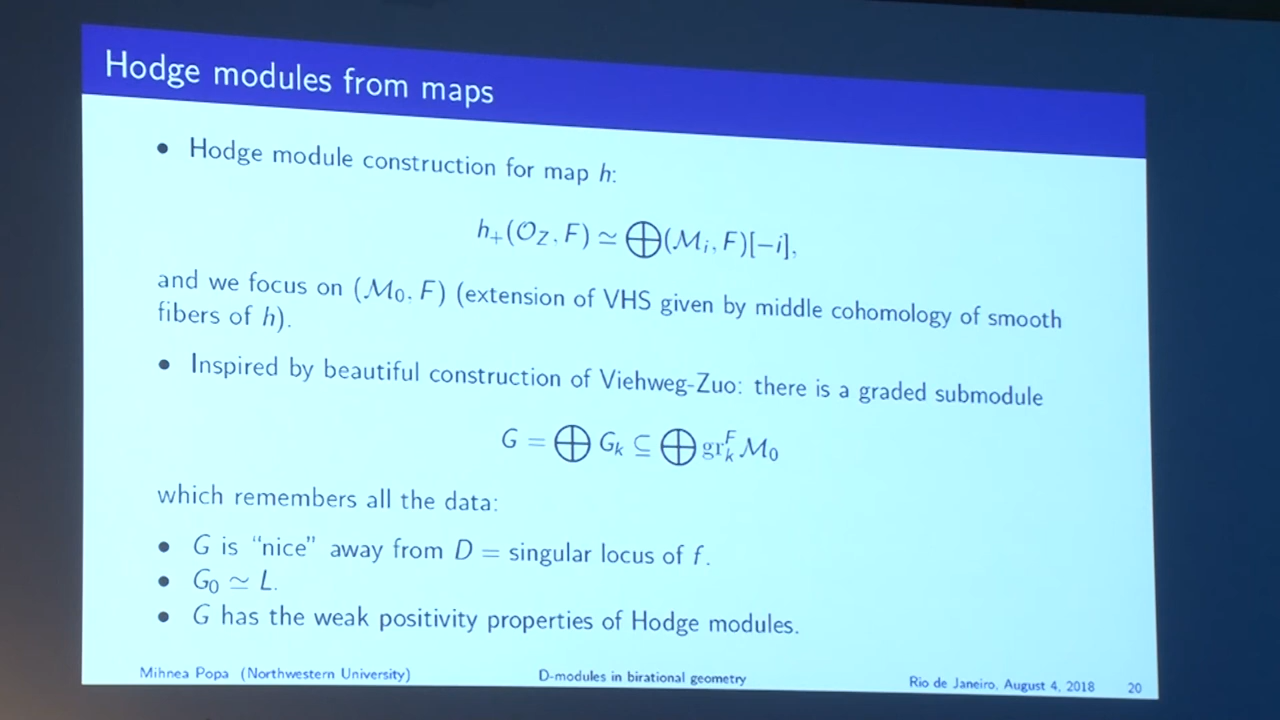 Hodge modules from maps
• Hodge module construction for map h:
h₊(𝒪_Z, F) ≃ ⨁(ℳᵢ, F)[−i],
and we focus on (ℳ₀, F) (extension of VHS given by middle cohomology of smooth
fibers of h).
• Inspired by beautiful construction of Viehweg-Zuo: there is a graded submodule
G = ⨁ Gₖ ⊆ ⨁ gr_k^F ℳ₀
which remembers all the data:
• G is “nice” away from D = singular locus of f.
• G₀ ≃ L.
• G has the weak positivity properties of Hodge modules.
Mihnea Popa (Northwestern University) D-modules in birational geometry Rio de Janeiro, August 4, 2018 20